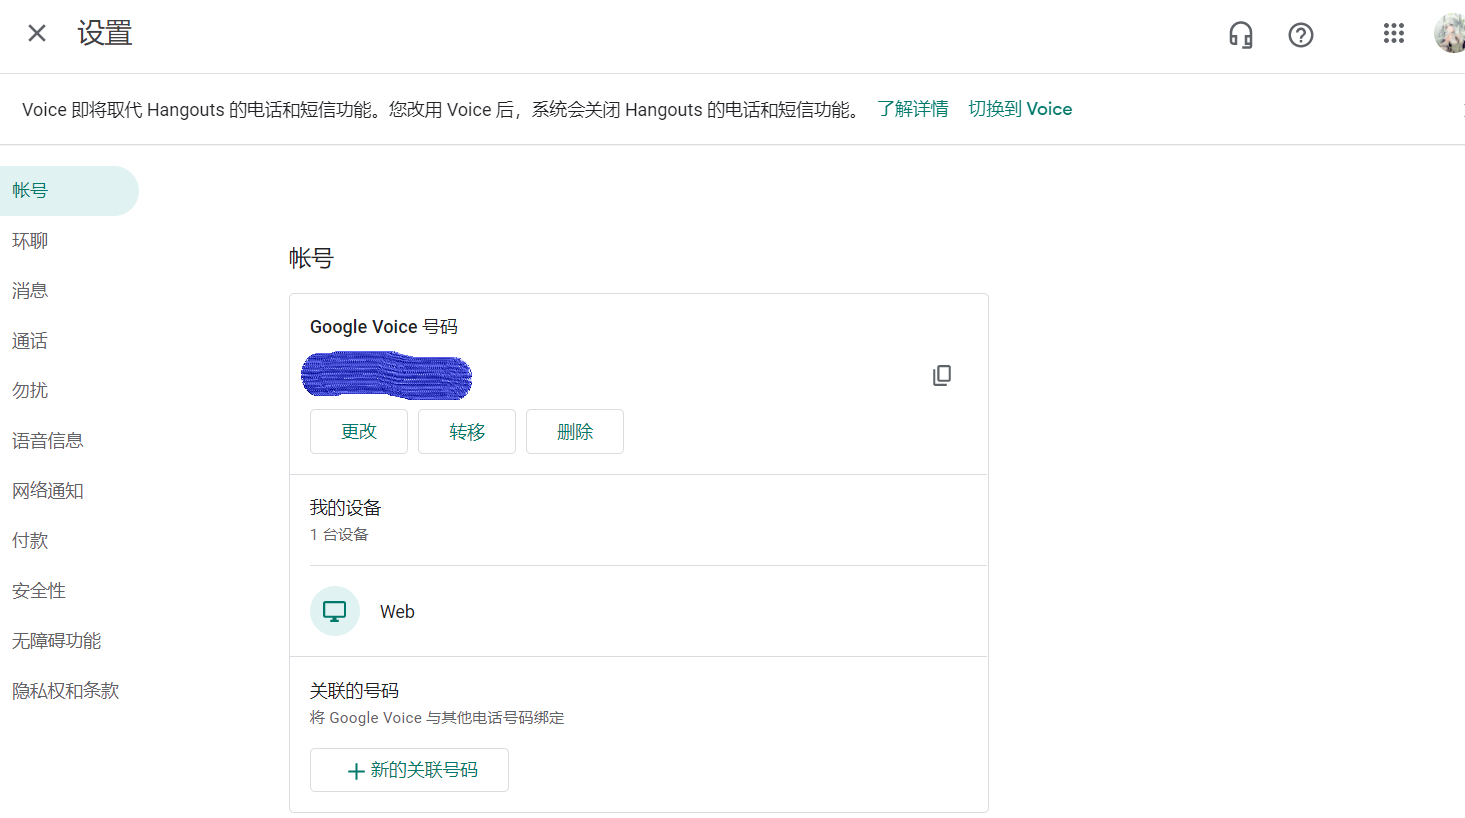 设置
Voice 即将取代 Hangouts 的电话和短信功能。您改用 Voice 后，系统会关闭 Hangouts 的电话和短信功能。 了解详情 切换到 Voice
帐号
环聊
消息
通话
勿扰
语音信息
网络通知
付款
安全性
无障碍功能
隐私权和条款
帐号
Google Voice 号码
更改 转移 删除
我的设备
1 台设备
Web
关联的号码
将 Google Voice 与其他电话号码绑定
新的关联号码